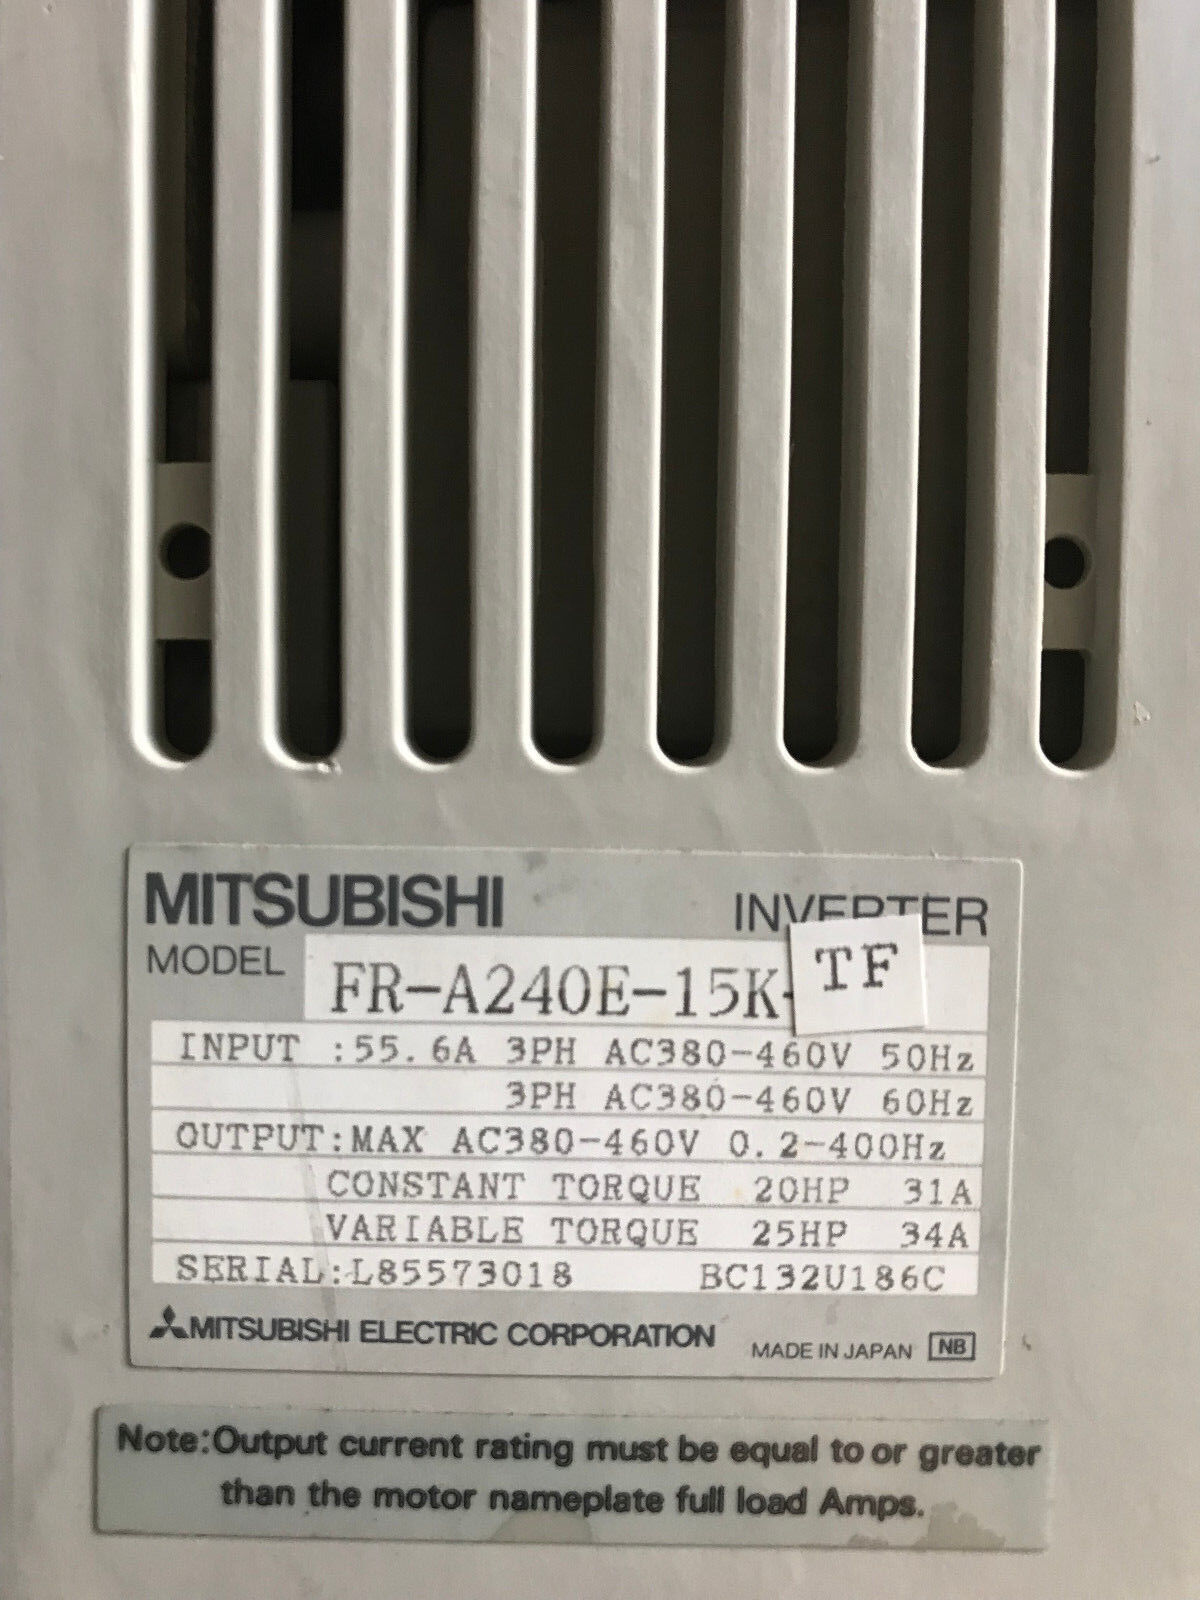 MITSUBISHI INVERTER
MODEL FR-A240E-15K-TF
INPUT :55.6A 3PH AC380-460V 50Hz
3PH AC380-460V 60Hz
OUTPUT:MAX AC380-460V 0.2-400Hz
CONSTANT TORQUE 20HP 31A
VARIABLE TORQUE 25HP 34A
SERIAL:L85573018 BC132U186C
MITSUBISHI ELECTRIC CORPORATION MADE IN JAPAN NB
Note:Output current rating must be equal to or greater
than the motor nameplate full load Amps.